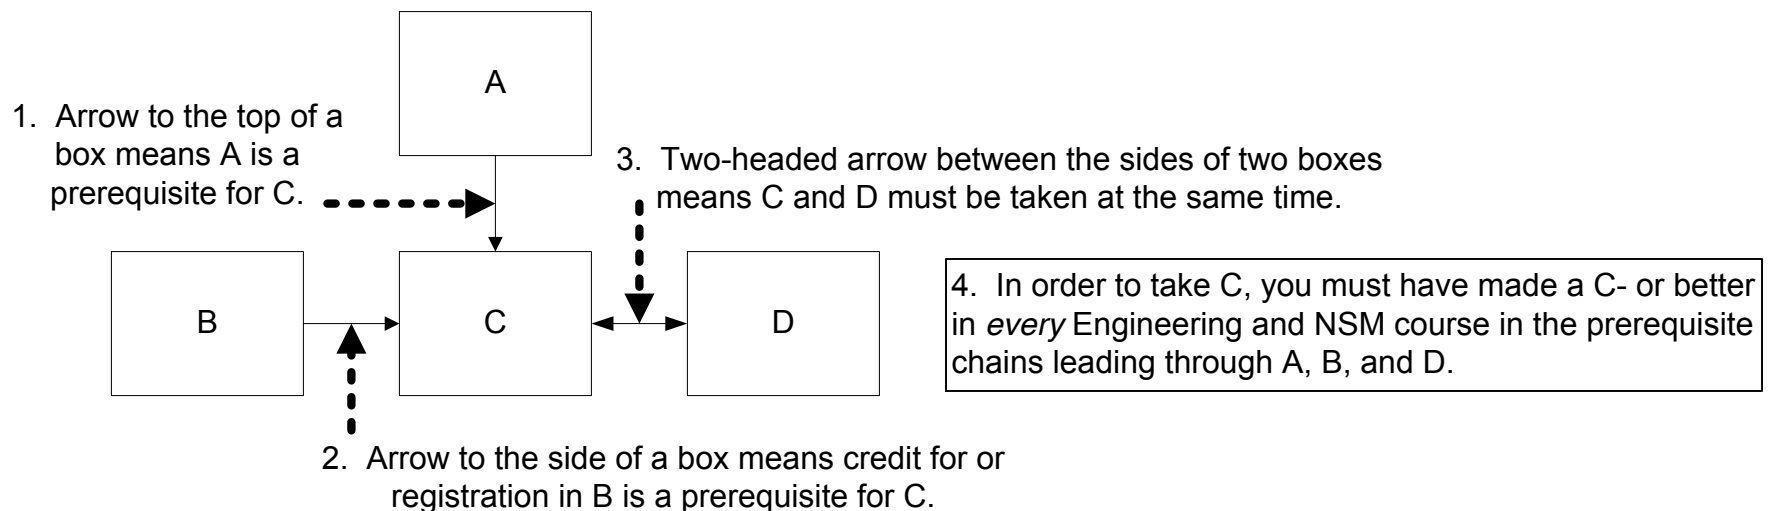 A
1. Arrow to the top of a
box means A is a
prerequisite for C.
3. Two-headed arrow between the sides of two boxes
means C and D must be taken at the same time.
B
C
D
4. In order to take C, you must have made a C- or better
in every Engineering and NSM course in the prerequisite
chains leading through A, B, and D.
2. Arrow to the side of a box means credit for or
registration in B is a prerequisite for C.